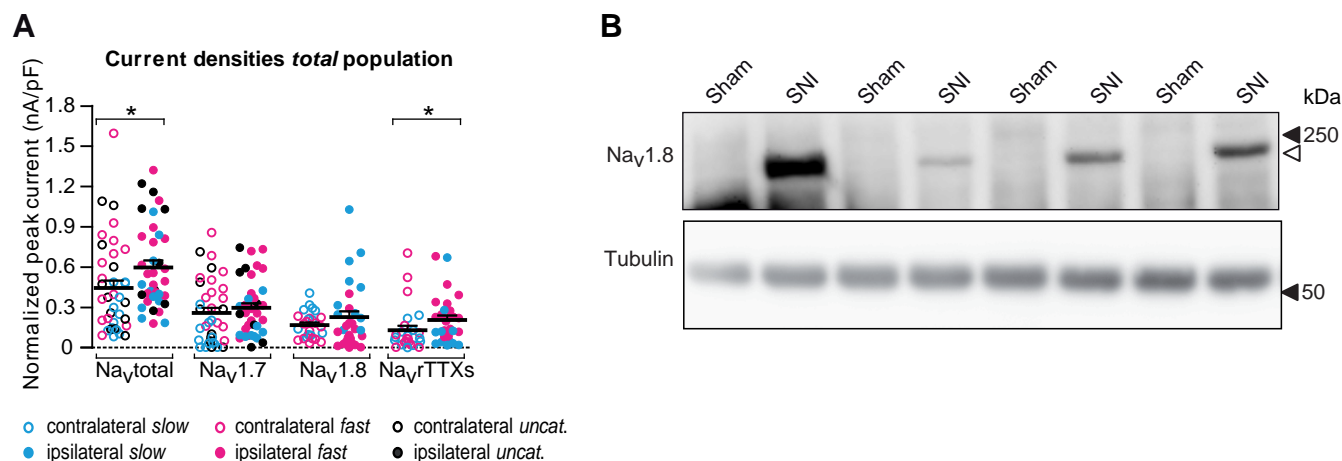 A
Current densities total population
Normalized peak current (nA/pF)
1.8
1.5
1.2
0.9
0.6
0.3
0
*
*
NaVtotal
NaV1.7
NaV1.8
NaVrTTXs
contralateral slow
contralateral fast
contralateral uncat.
ipsilateral slow
ipsilateral fast
ipsilateral uncat.
B
Sham
SNI
Sham
SNI
Sham
SNI
Sham
SNI
kDa
NaV1.8
250
Tubulin
50